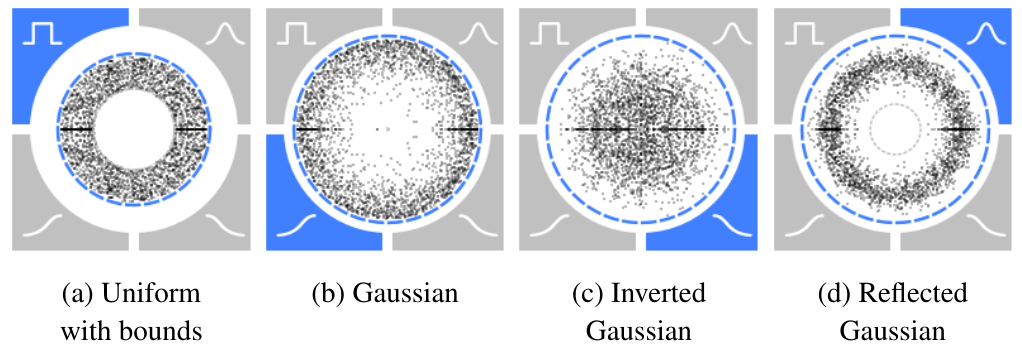 (a) Uniform
with bounds
(b) Gaussian
(c) Inverted
Gaussian
(d) Reflected
Gaussian